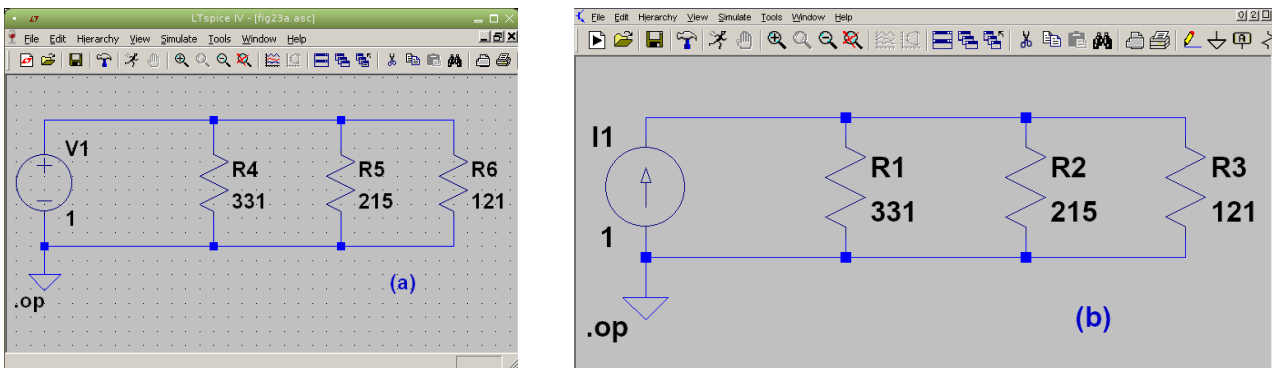 LTspice IV - [fig23a.asc]
File Edit Hierarchy View Simulate Tools Window Help
V1
1
R4
331
R5
215
R6
121
.op
(a)
File Edit Hierarchy View Simulate Tools Window Help
I1
1
R1
331
R2
215
R3
121
.op
(b)